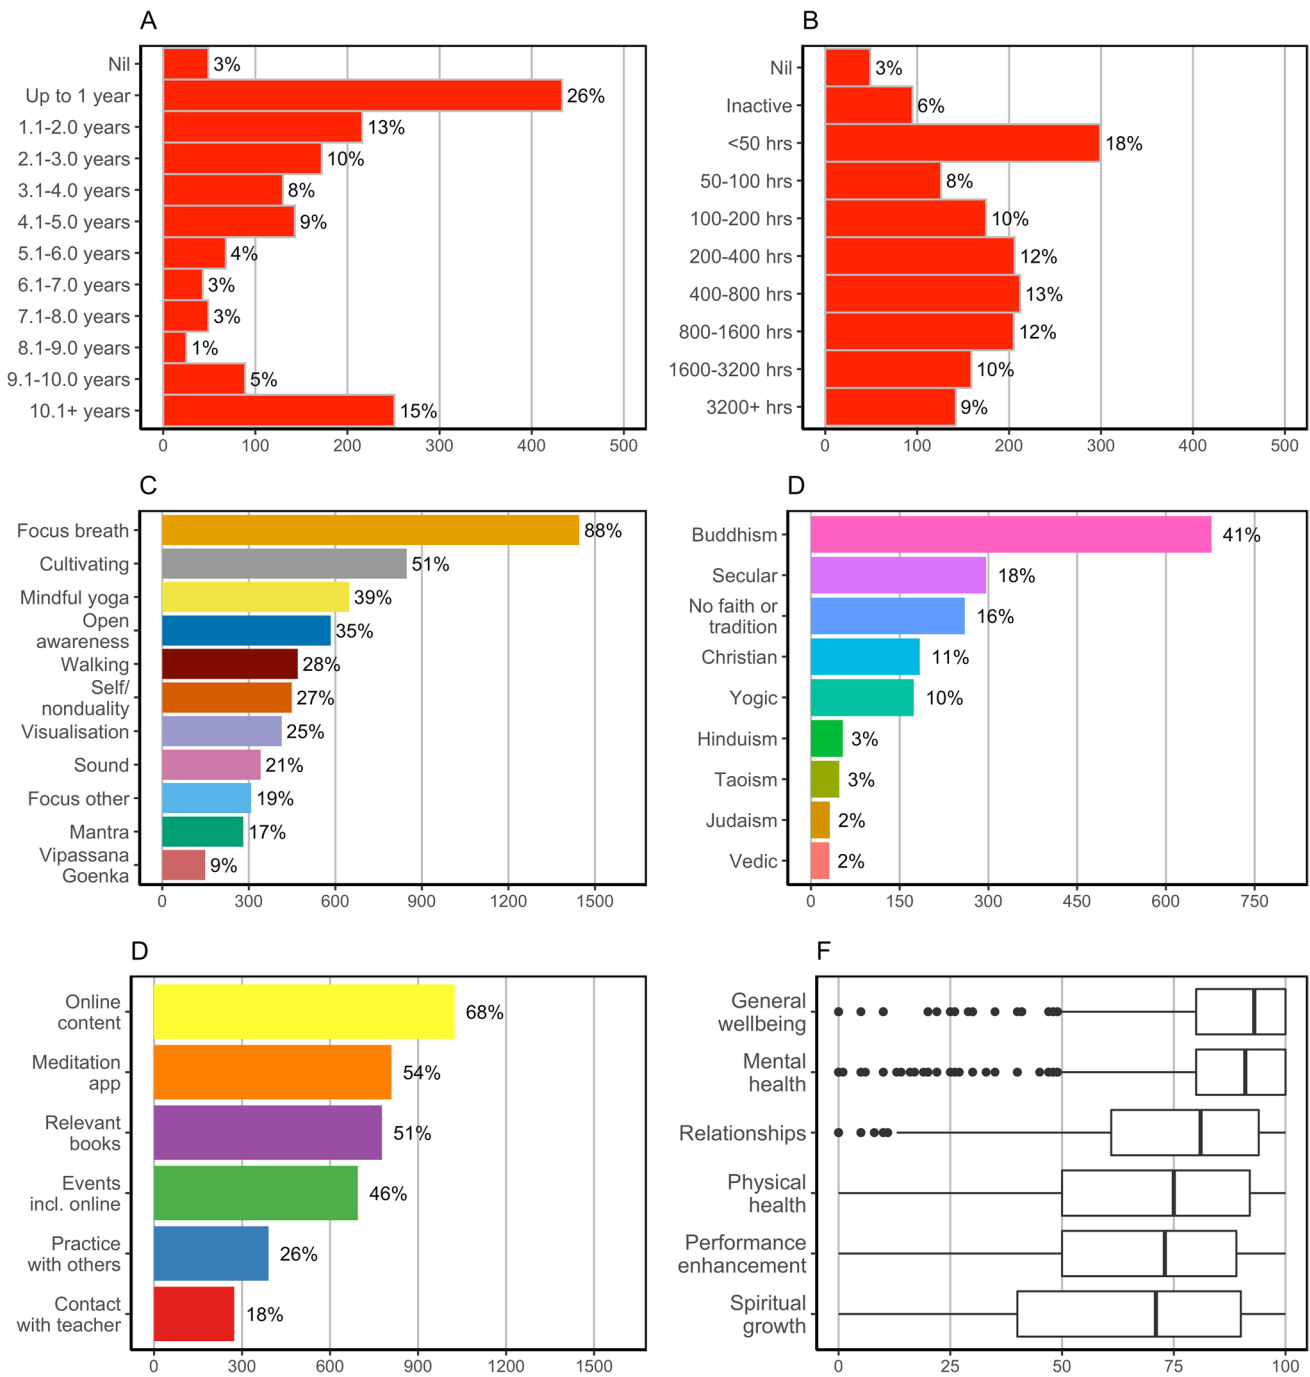 A
Nil
3%
Up to 1 year
26%
1.1-2.0 years
13%
2.1-3.0 years
10%
3.1-4.0 years
8%
4.1-5.0 years
9%
5.1-6.0 years
4%
6.1-7.0 years
3%
7.1-8.0 years
3%
8.1-9.0 years
1%
9.1-10.0 years
5%
10.1+ years
15%
0 100 200 300 400 500
B
Nil
3%
Inactive
6%
<50 hrs
18%
50-100 hrs
8%
100-200 hrs
10%
200-400 hrs
12%
400-800 hrs
13%
800-1600 hrs
12%
1600-3200 hrs
10%
3200+ hrs
9%
0 100 200 300 400 500
C
Focus breath
88%
Cultivating
51%
Mindful yoga
39%
Open
awareness
35%
Walking
28%
Self/
nonduality
27%
Visualisation
25%
Sound
21%
Focus other
19%
Mantra
17%
Vipassana
Goenka
9%
0 300 600 900 1200 1500
D
Buddhism
41%
Secular
18%
No faith or
tradition
16%
Christian
11%
Yogic
10%
Hinduism
3%
Taoism
3%
Judaism
2%
Vedic
2%
0 150 300 450 600 750
D
Online
content
68%
Meditation
app
54%
Relevant
books
51%
Events
incl. online
46%
Practice
with others
26%
Contact
with teacher
18%
0 300 600 900 1200 1500
F
General
wellbeing
Mental
health
Relationships
Physical
health
Performance
enhancement
Spiritual
growth
0 25 50 75 100